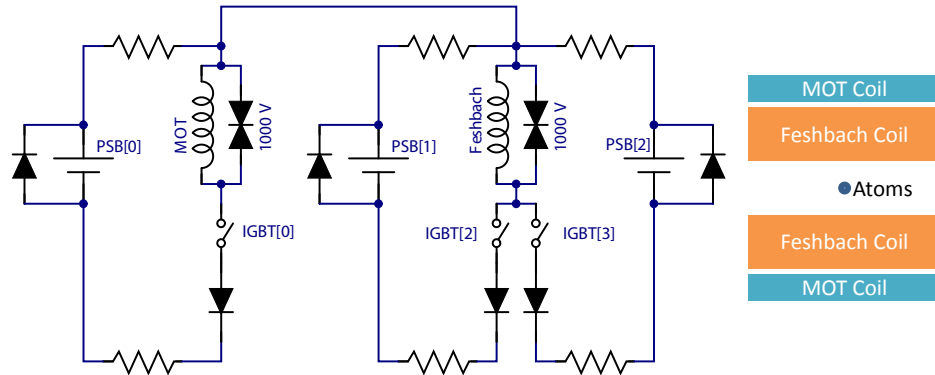 PSB[0]
MOT
1000 V
IGBT[0]
PSB[1]
Feshbach
1000 V
PSB[2]
IGBT[2]
IGBT[3]
MOT Coil
Feshbach Coil
Atoms
Feshbach Coil
MOT Coil